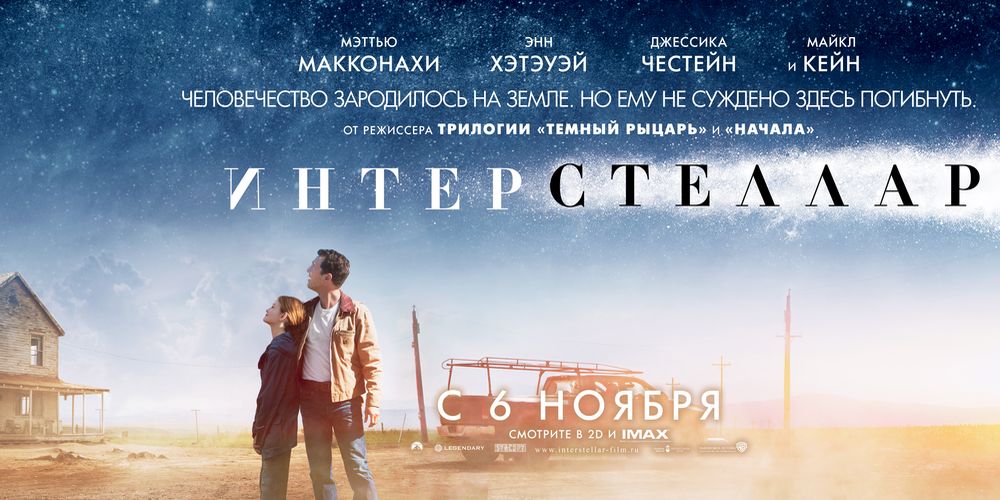 МЭТТЬЮ ЭНН ДЖЕССИКА МАЙКЛ
МАККОНАХИ ХЭТЭУЭЙ ЧЕСТЕЙН И КЕЙН
ЧЕЛОВЕЧЕСТВО ЗАРОДИЛОСЬ НА ЗЕМЛЕ. НО ЕМУ НЕ СУЖДЕНО ЗДЕСЬ ПОГИБНУТЬ.
ОТ РЕЖИССЕРА ТРИЛОГИИ «ТЕМНЫЙ РЫЦАРЬ» И «НАЧАЛА»
ИНТЕРСТЕЛЛАР
С 6 НОЯБРЯ
СМОТРИТЕ В 2D И IMAX
LEGENDARY SYNCOPY www.interstellar-film.ru